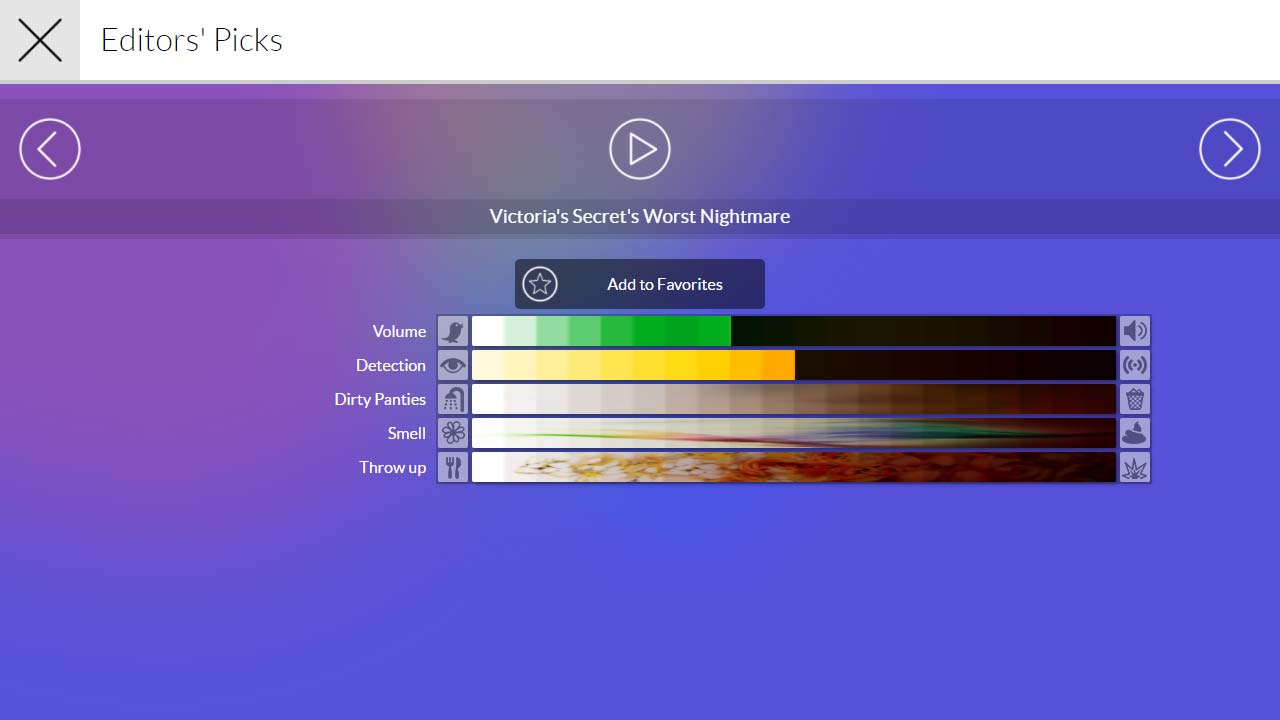 Editors' Picks
Victoria's Secret's Worst Nightmare
Add to Favorites
Volume
Detection
Dirty Panties
Smell
Throw up